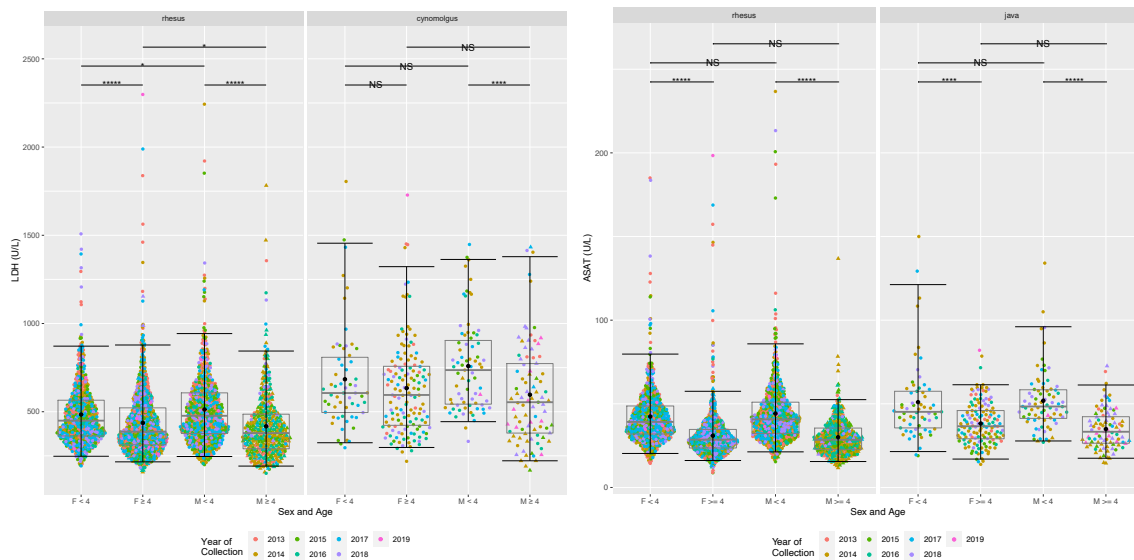 rhesus
cynomolgus
LDH (U/L)
2500
2000
1500
1000
500
*
NS
*
NS
*****
*****
NS
****
F < 4
F ≥ 4
M < 4
M ≥ 4
F < 4
F ≥ 4
M < 4
M ≥ 4
Sex and Age
Year of
Collection
2013
2015
2017
2019
2014
2016
2018
rhesus
java
ASAT (U/L)
200
100
0
NS
NS
NS
NS
*****
*****
****
*****
F < 4
F >= 4
M < 4
M >= 4
F < 4
F >= 4
M < 4
M >= 4
Sex and Age
Year of
Collection
2013
2015
2017
2019
2014
2016
2018